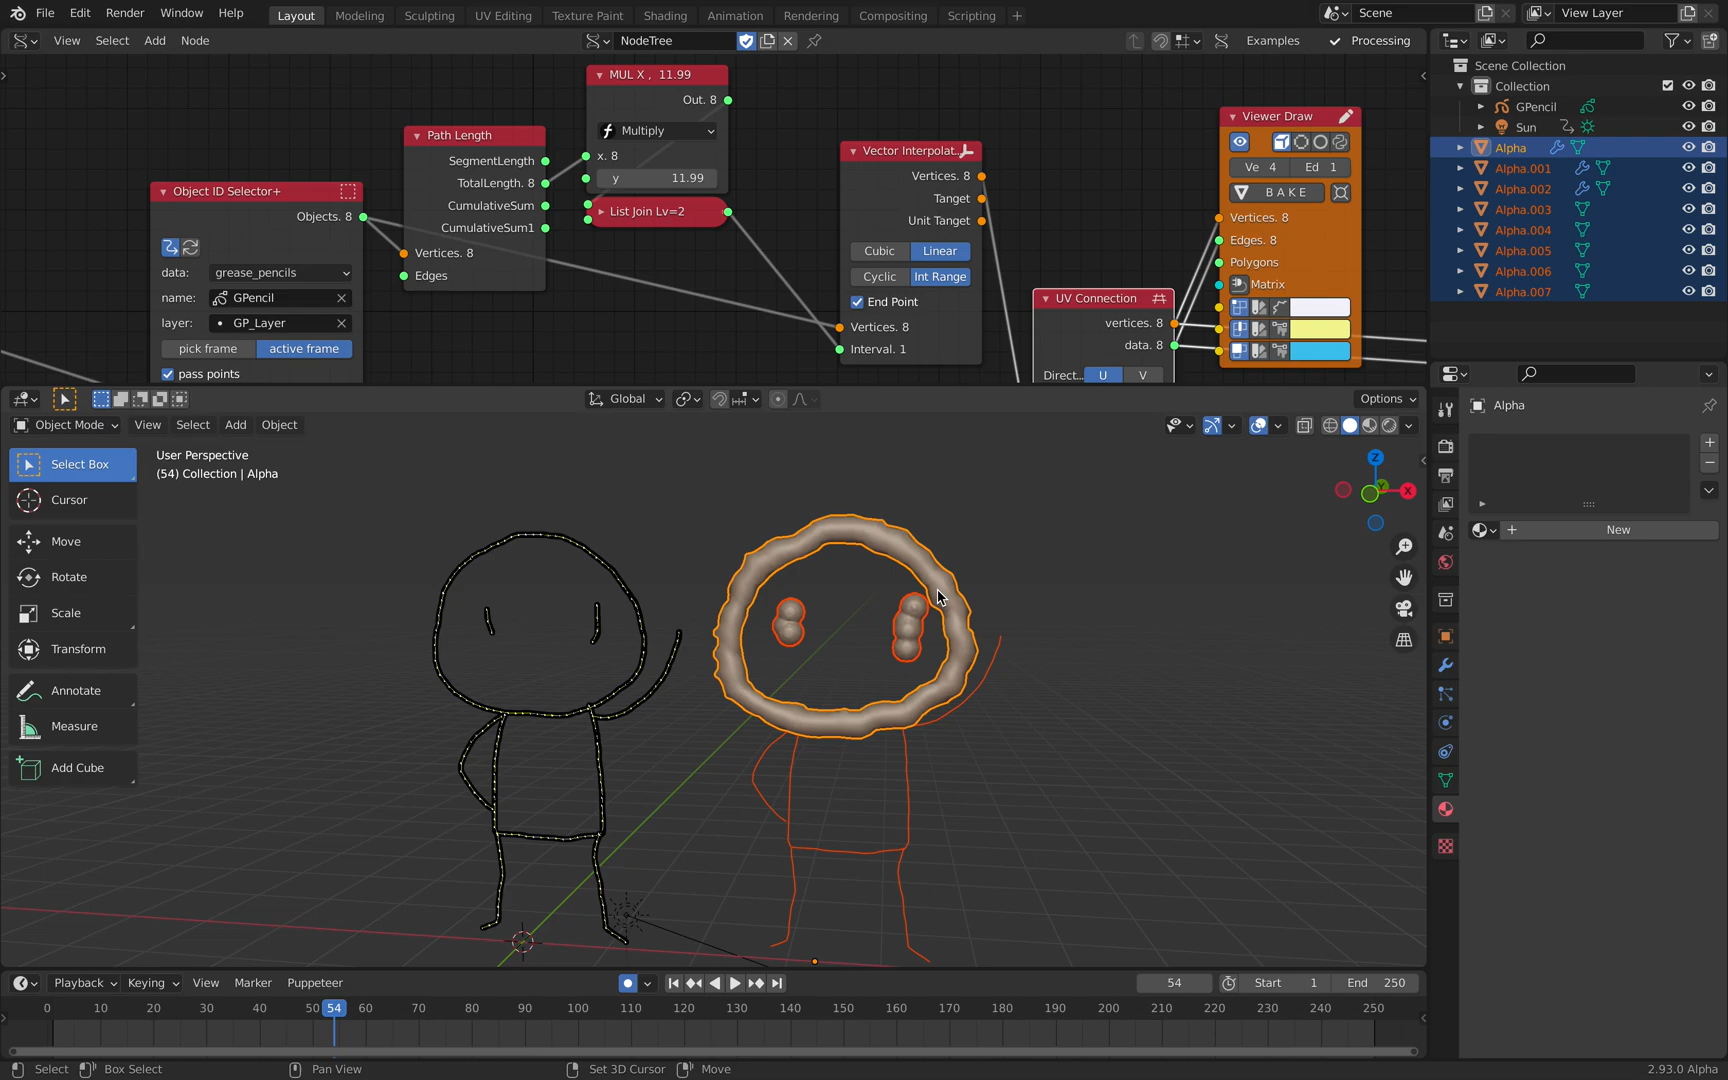 File Edit Render Window Help Layout Modeling Sculpting UV Editing Texture Paint Shading Animation Rendering Compositing Scripting + Scene View Layer
View Select Add Node NodeTree Examples Processing
Scene Collection
Collection
GPencil
Sun
Alpha
Alpha.001
Alpha.002
Alpha.003
Alpha.004
Alpha.005
Alpha.006
Alpha.007
Object ID Selector+
Objects. 8
data: grease_pencils
name: GPencil
layer: GP_Layer
pick frame active frame
pass points
Path Length
SegmentLength
TotalLength. 8
CumulativeSum
CumulativeSum1
Vertices. 8
Edges
MUL X , 11.99
Out. 8
Multiply
x. 8
y 11.99
List Join Lv=2
Vector Interpolat..
Vertices. 8
Tanget
Unit Tanget
Cubic Linear
Cyclic Int Range
End Point
Vertices. 8
Interval. 1
UV Connection
vertices. 8
data. 8
Direct... U V
Viewer Draw
Ve 4 Ed 1
B A K E
Vertices. 8
Edges. 8
Polygons
Matrix
Global Options
Object Mode View Select Add Object
User Perspective
(54) Collection | Alpha
Select Box
Cursor
Move
Rotate
Scale
Transform
Annotate
Measure
Add Cube
Z
Y
X
Alpha
+
−
+ New
Playback Keying View Marker Puppeteer 54 Start 1 End 250
0 10 20 30 40 50 54 60 70 80 90 100 110 120 130 140 150 160 170 180 190 200 210 220 230 240 250
Select Box Select Pan View Set 3D Cursor Move 2.93.0 Alpha